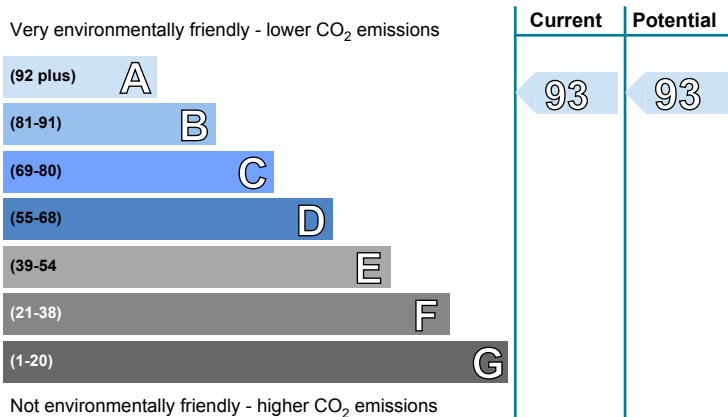 Very environmentally friendly - lower CO₂ emissions
Current Potential
(92 plus) A
93 93
(81-91) B
(69-80) C
(55-68) D
(39-54 E
(21-38) F
(1-20) G
Not environmentally friendly - higher CO₂ emissions